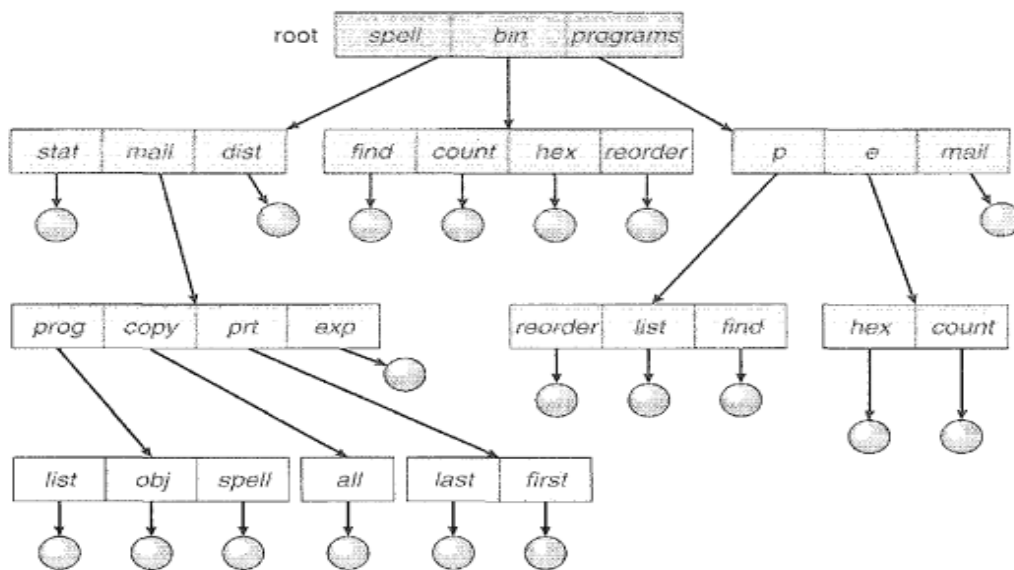 root spell bin programs
stat mail dist find count hex reorder p e mail
prog copy prt exp reorder list find hex count
list obj spell all last first